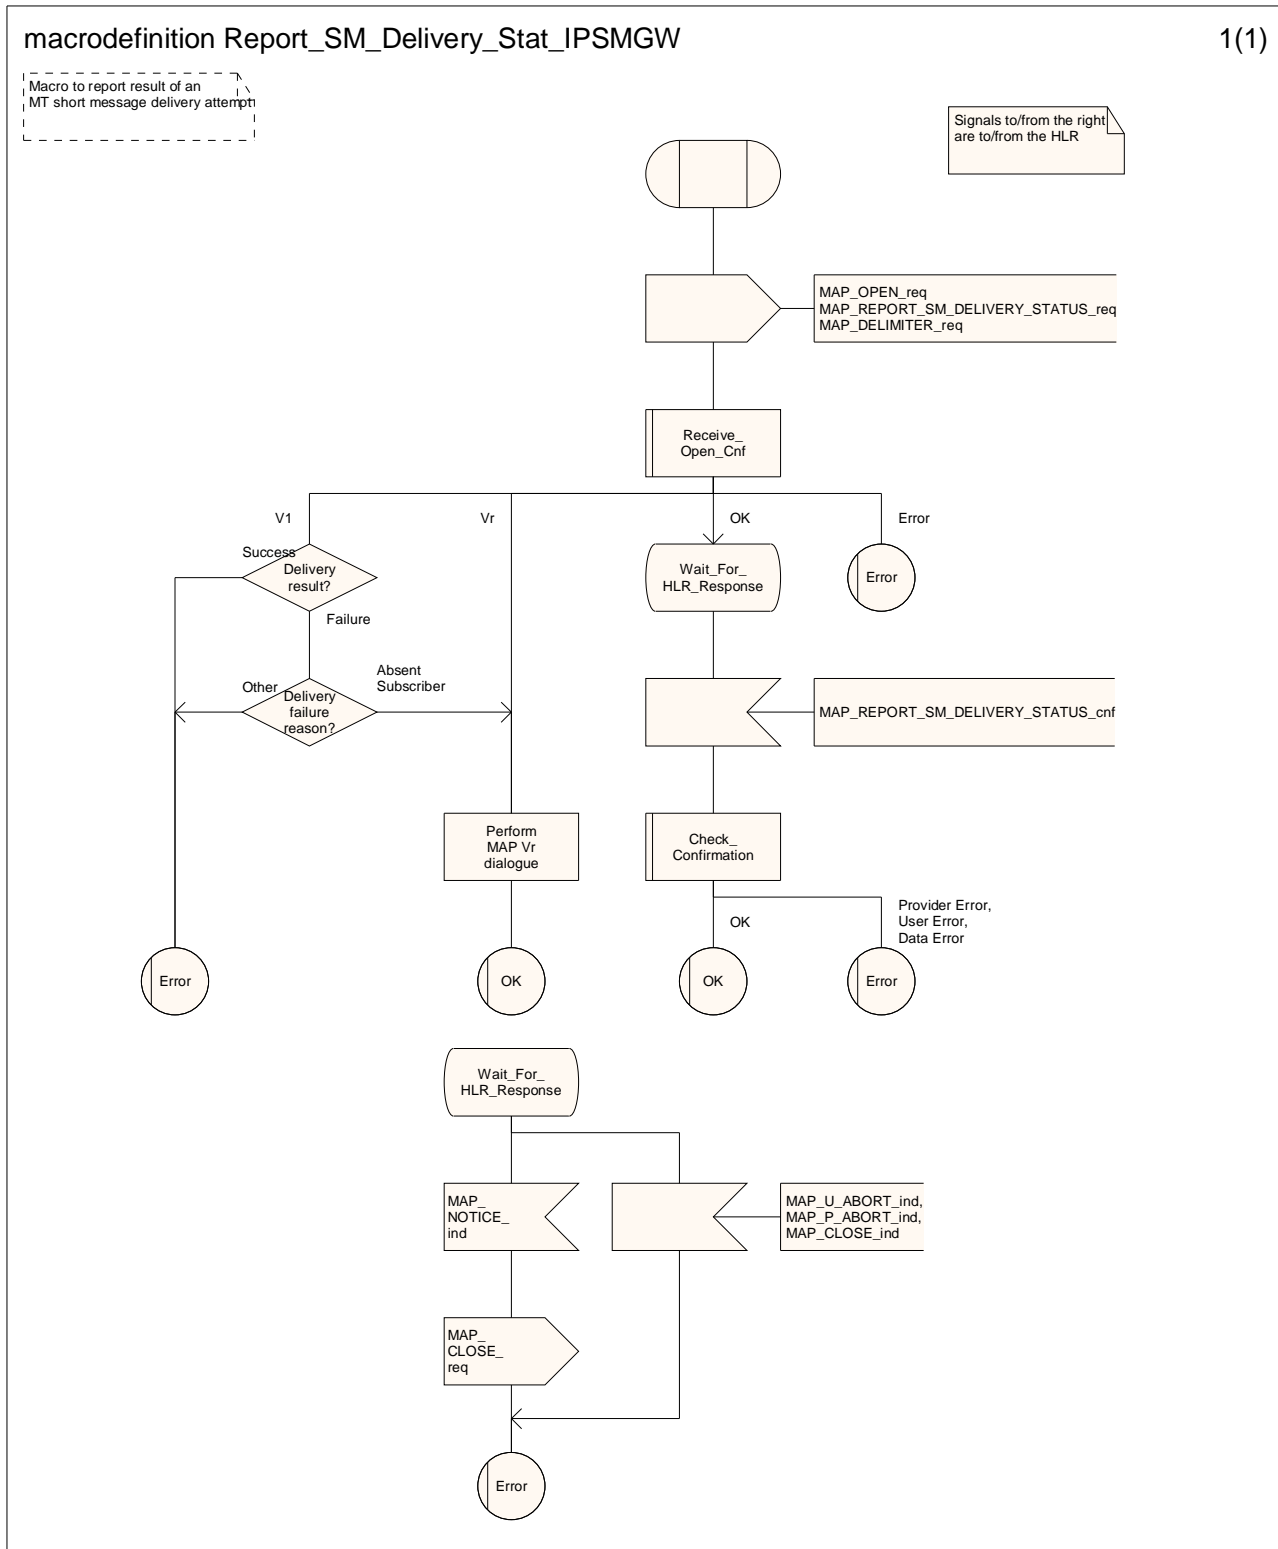 macrodefinition Report_SM_Delivery_Stat_IPSMGW
1(1)
Macro to report result of an
MT short message delivery attempt
Signals to/from the right
are to/from the HLR
MAP_OPEN_req
MAP_REPORT_SM_DELIVERY_STATUS_req
MAP_DELIMITER_req
Receive_
Open_Cnf
V1
Vr
OK
Error
Success
Delivery
result?
Wait_For_
HLR_Response
Error
Failure
Absent
Subscriber
Other
Delivery
failure
reason?
MAP_REPORT_SM_DELIVERY_STATUS_cnf
Perform
MAP Vr
dialogue
Check_
Confirmation
OK
Provider Error,
User Error,
Data Error
Error
OK
OK
Error
Wait_For_
HLR_Response
MAP_
NOTICE_
ind
MAP_U_ABORT_ind,
MAP_P_ABORT_ind,
MAP_CLOSE_ind
MAP_
CLOSE_
req
Error